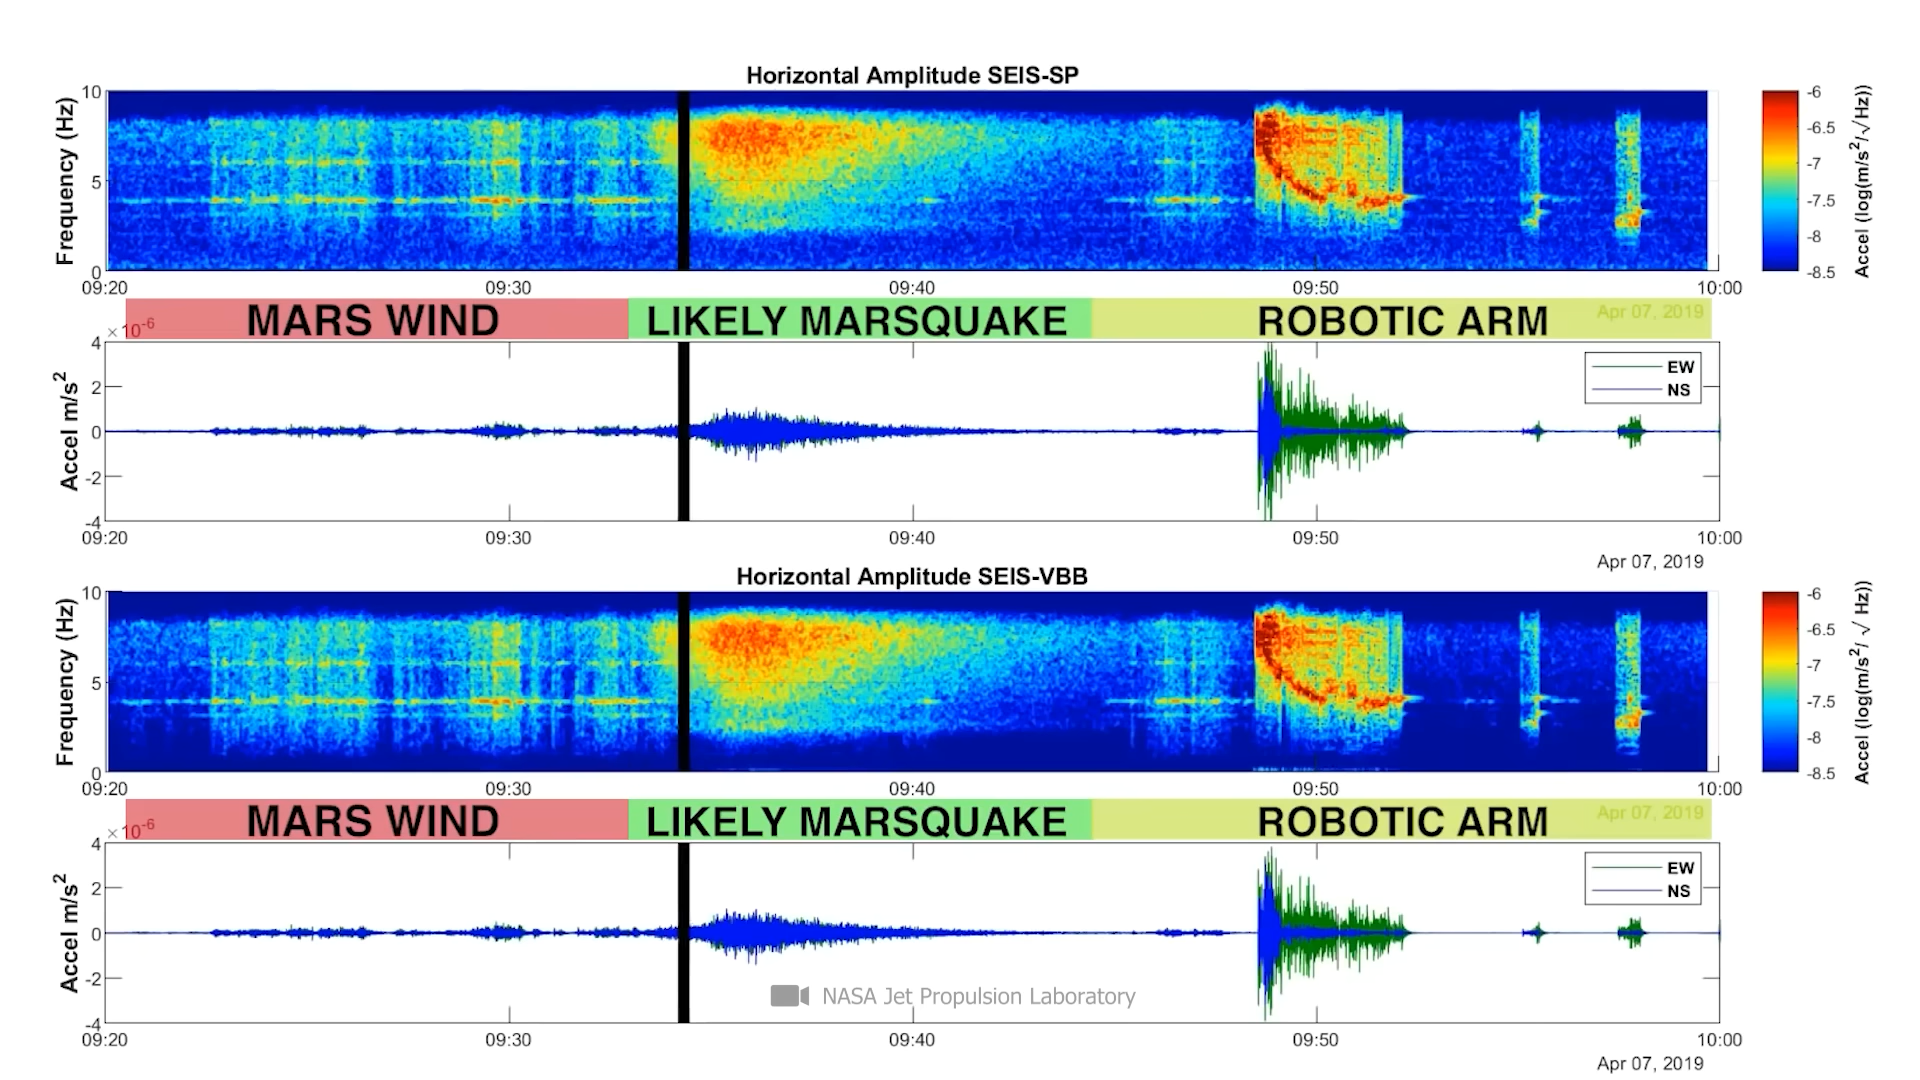 Horizontal Amplitude SEIS-SP
Frequency (Hz)
10
5
0
09:20 09:30 09:40 09:50 10:00
-6
-6.5
-7
-7.5
-8
-8.5
Accel (log(m/s²/√Hz))
MARS WIND LIKELY MARSQUAKE ROBOTIC ARM
Apr 07, 2019
× 10⁻⁶
Accel m/s²
4
2
0
-2
-4
EW
NS
09:20 09:30 09:40 09:50 10:00
Apr 07, 2019
Horizontal Amplitude SEIS-VBB
Frequency (Hz)
10
5
0
09:20 09:30 09:40 09:50 10:00
-6
-6.5
-7
-7.5
-8
-8.5
Accel (log(m/s²/ √ Hz))
MARS WIND LIKELY MARSQUAKE ROBOTIC ARM
Apr 07, 2019
× 10⁻⁶
Accel m/s²
4
2
0
-2
-4
EW
NS
NASA Jet Propulsion Laboratory
09:20 09:30 09:40 09:50 10:00
Apr 07, 2019